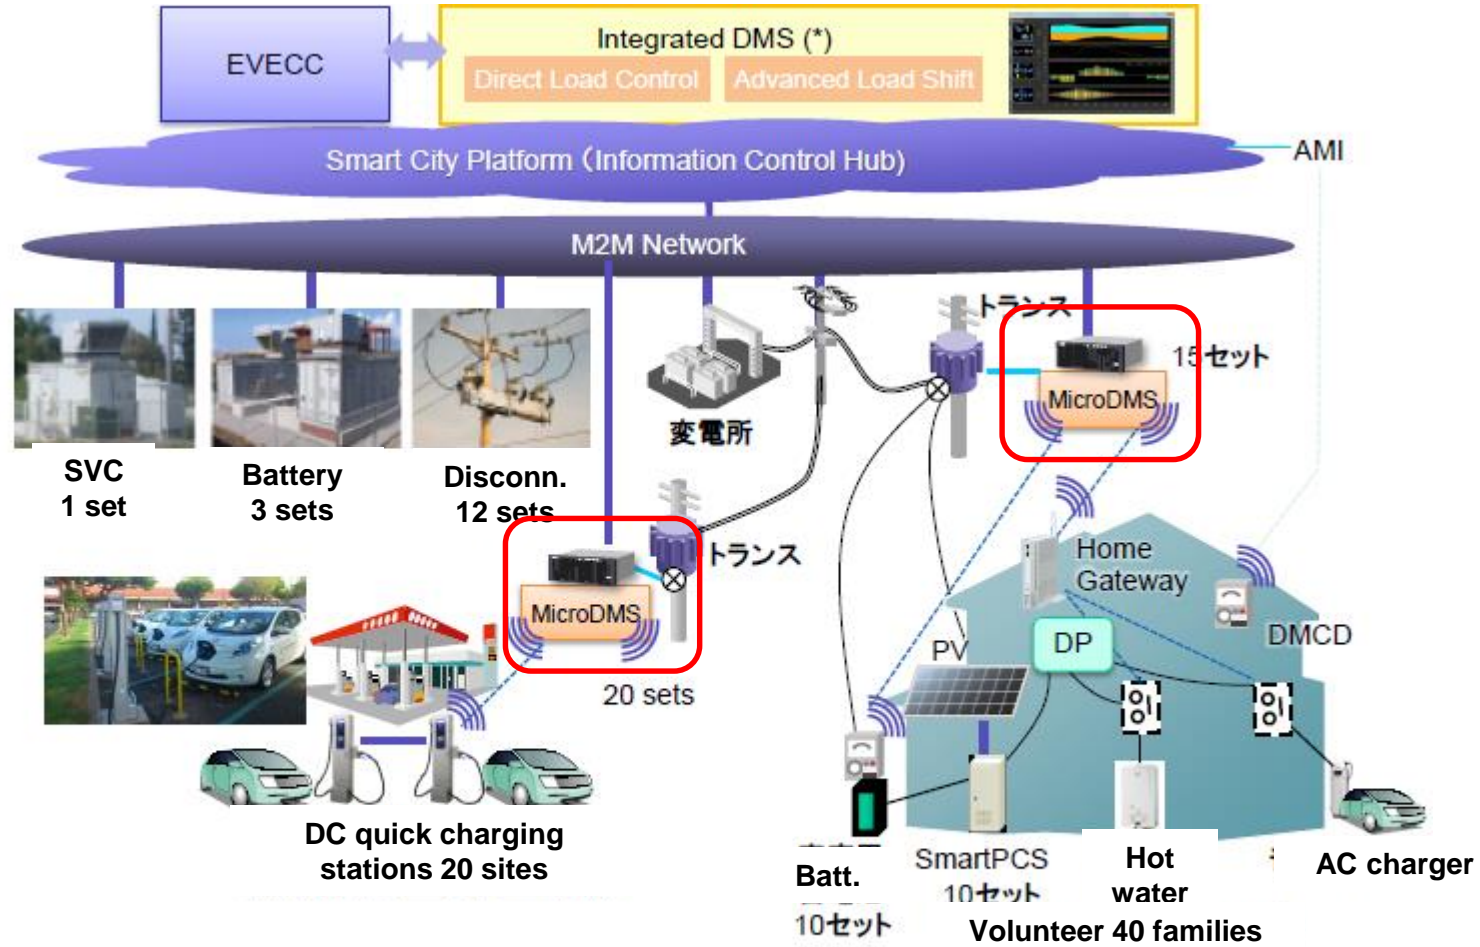 EVECC
Integrated DMS (*)
Direct Load Control
Advanced Load Shift
Smart City Platform (Information Control Hub)
AMI
M2M Network
トランス
15セット
MicroDMS
変電所
SVC
1 set
Battery
3 sets
Disconn.
12 sets
トランス
MicroDMS
20 sets
Home
Gateway
DMCD
DP
PV
DC quick charging
stations 20 sites
Batt.
10セット
SmartPCS
10セット
Hot
water
AC charger
Volunteer 40 families